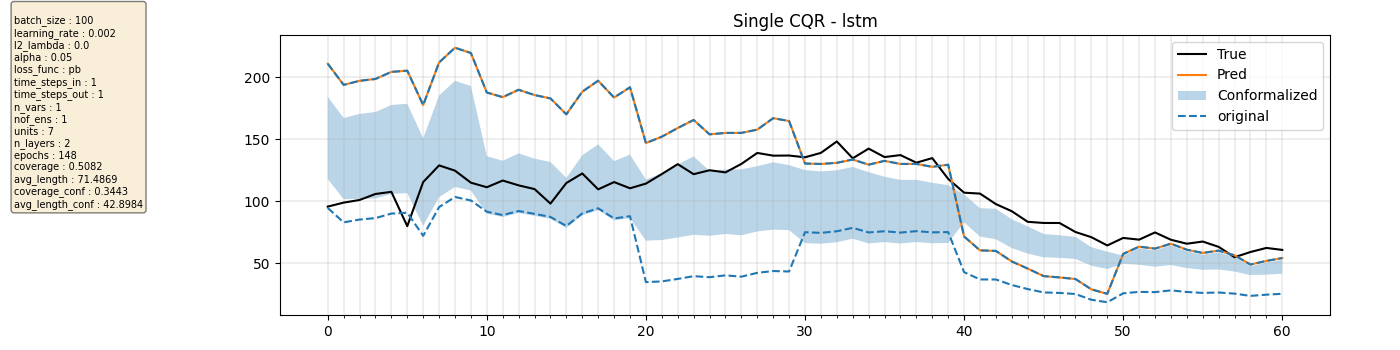 batch_size : 100
learning_rate : 0.002
l2_lambda : 0.0
alpha : 0.05
loss_func : pb
time_steps_in : 1
time_steps_out : 1
n_vars : 1
nof_ens : 1
units : 7
n_layers : 2
epochs : 148
coverage : 0.5082
avg_length : 71.4869
coverage_conf : 0.3443
avg_length_conf : 42.8984
Single CQR - lstm
True
Pred
Conformalized
original
200
150
100
50
0 10 20 30 40 50 60